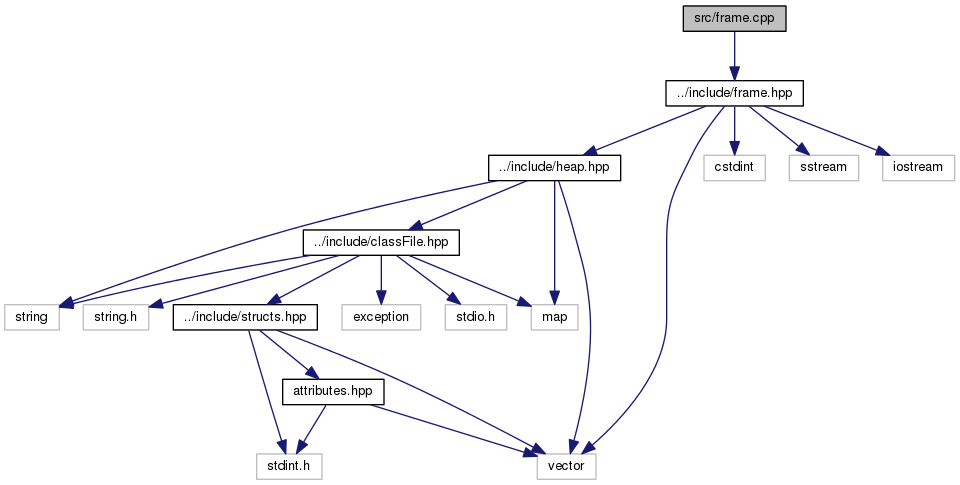 src/frame.cpp
../include/frame.hpp
../include/heap.hpp
cstdint
sstream
iostream
../include/classFile.hpp
string
string.h
../include/structs.hpp
exception
stdio.h
map
attributes.hpp
stdint.h
vector